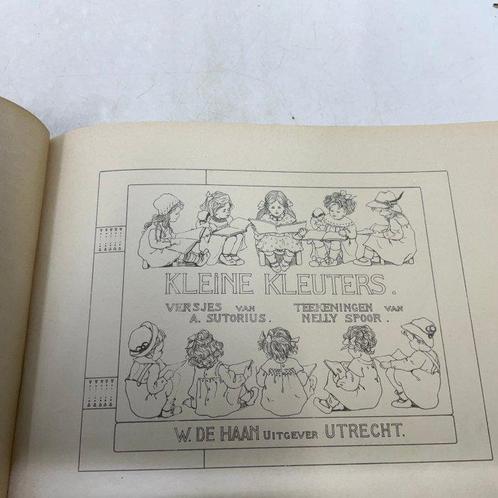 KLEINE KLEUTERS.
VERSJES VAN TEEKENINGEN VAN
A. SUTORIUS. NELLY SPOOR.
W. DE HAAN UITGEVER UTRECHT.